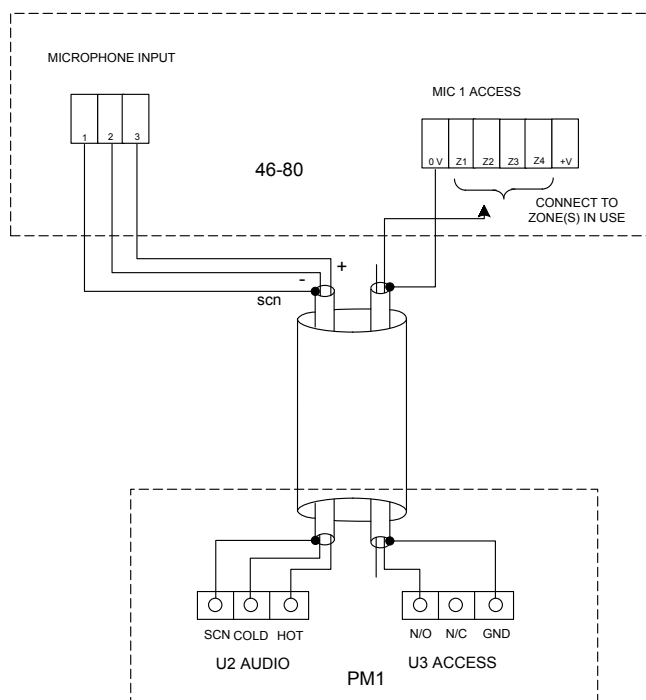 MICROPHONE INPUT
1 2 3
MIC 1 ACCESS
0 V Z1 Z2 Z3 Z4 +V
46-80
CONNECT TO
ZONE(S) IN USE
+
-
scn
SCN COLD HOT
N/O N/C GND
U2 AUDIO
U3 ACCESS
PM1